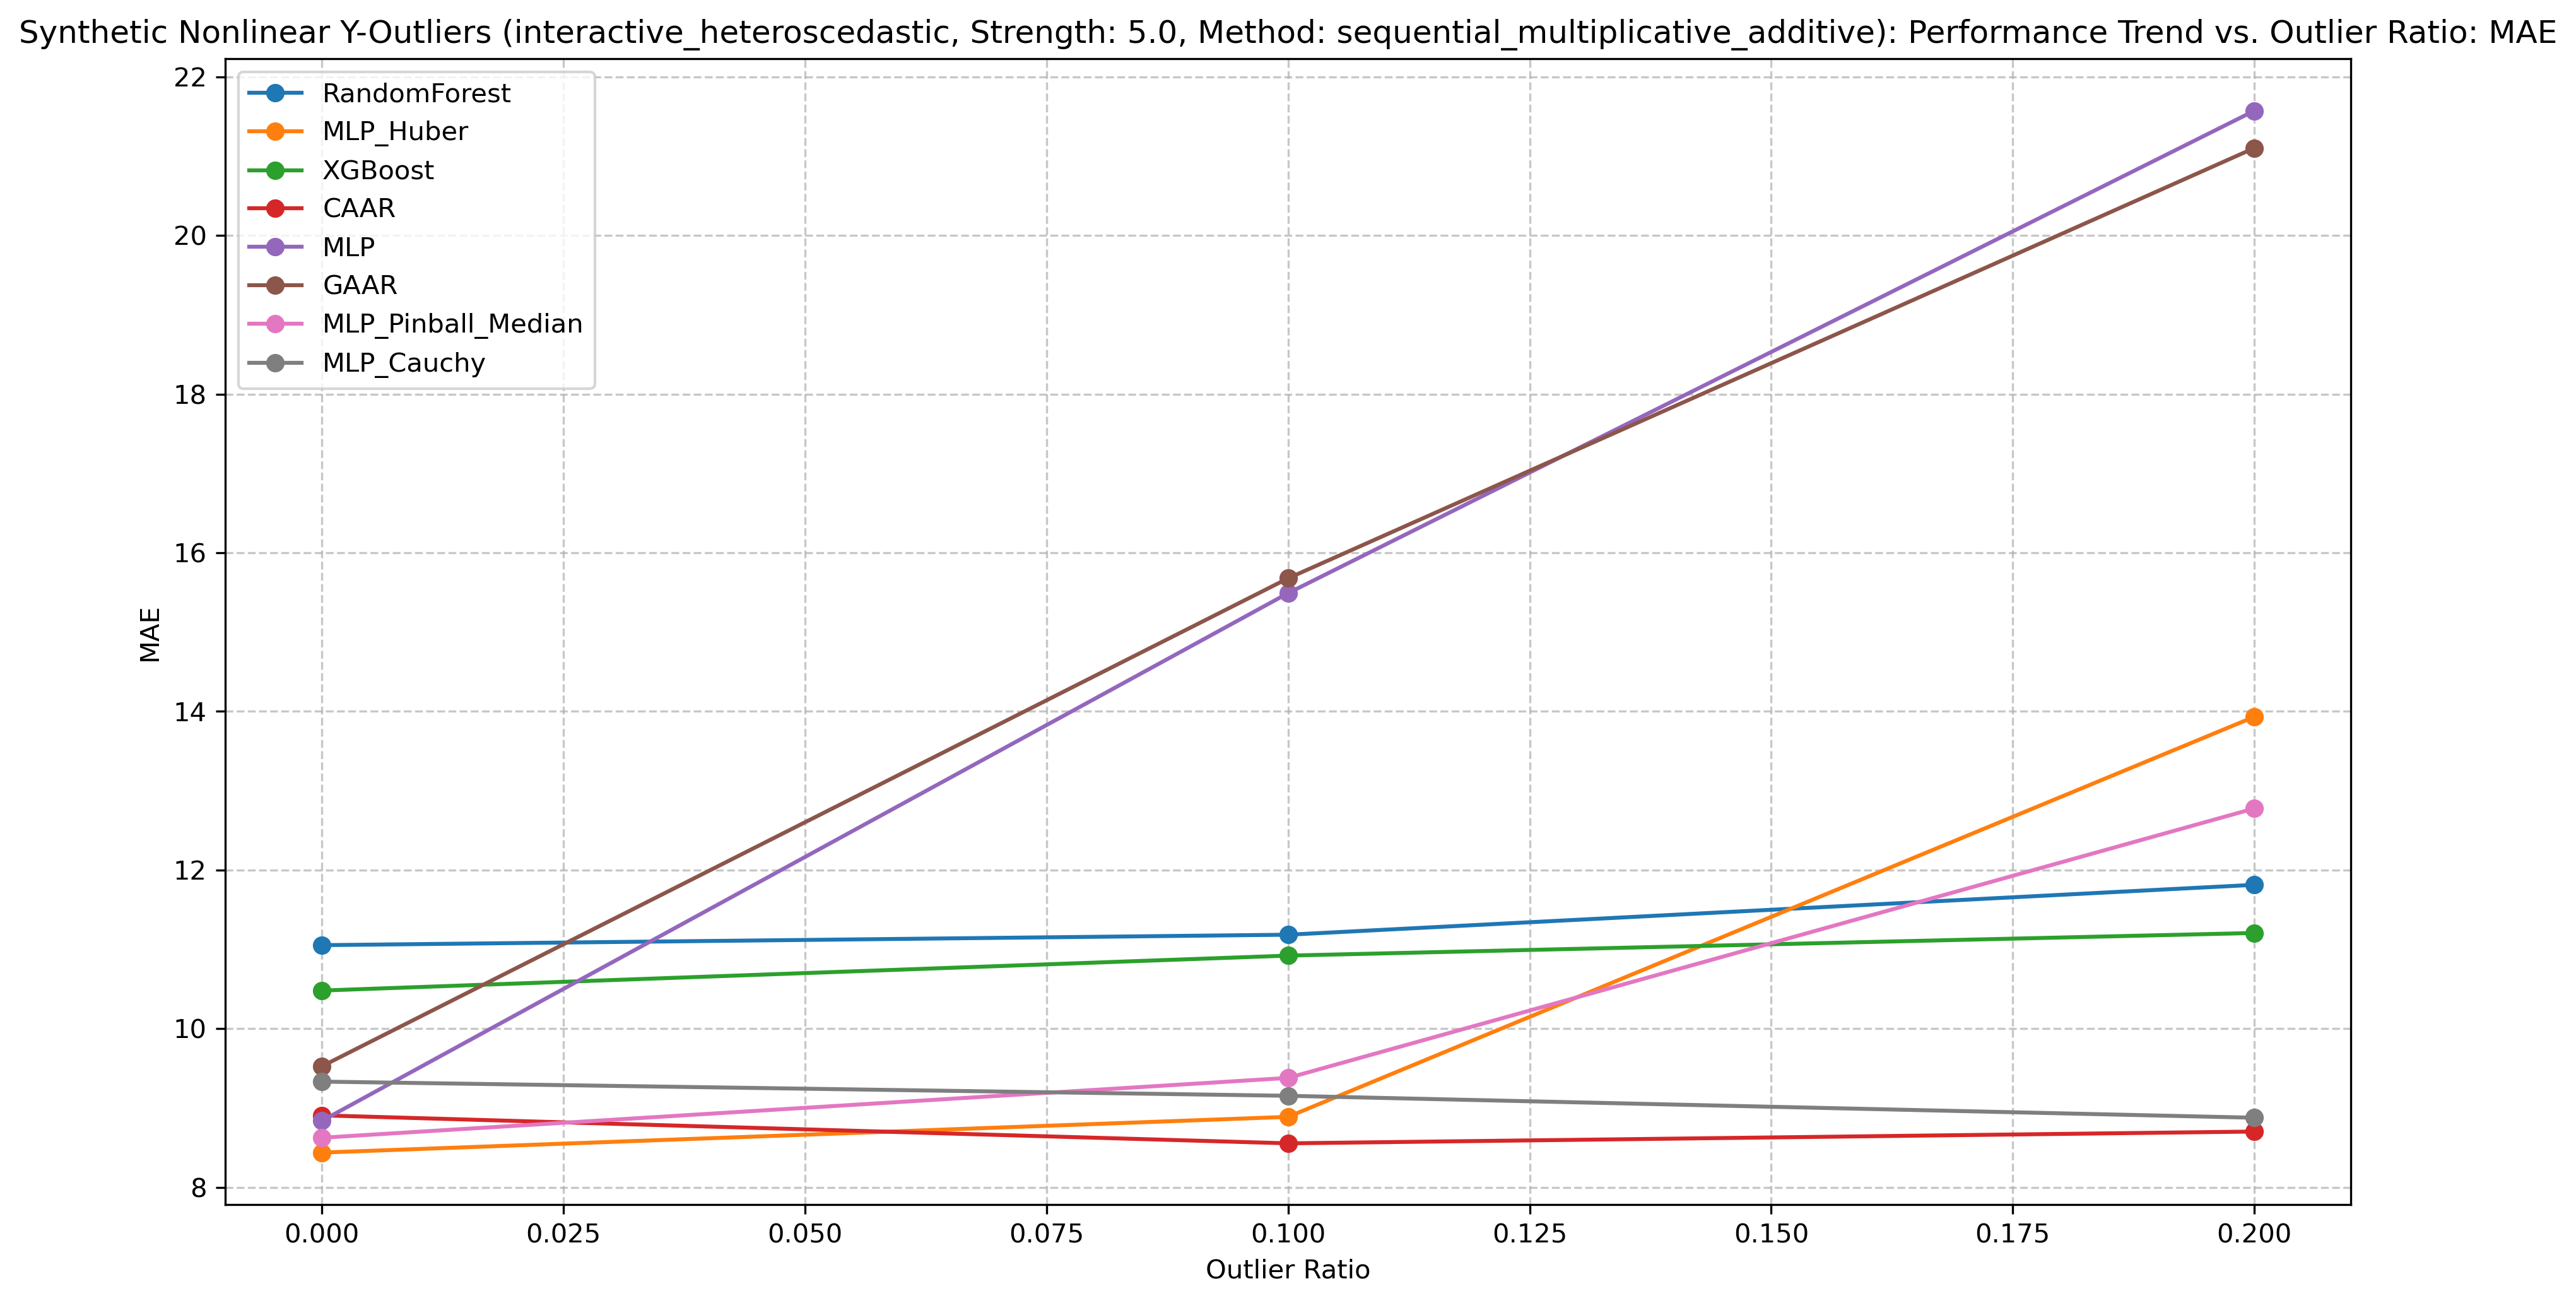 Synthetic Nonlinear Y-Outliers (interactive_heteroscedastic, Strength: 5.0, Method: sequential_multiplicative_additive): Performance Trend vs. Outlier Ratio: MAE
RandomForest
MLP_Huber
XGBoost
CAAR
MLP
GAAR
MLP_Pinball_Median
MLP_Cauchy
22
20
18
16
14
12
10
8
MAE
0.000 0.025 0.050 0.075 0.100 0.125 0.150 0.175 0.200
Outlier Ratio